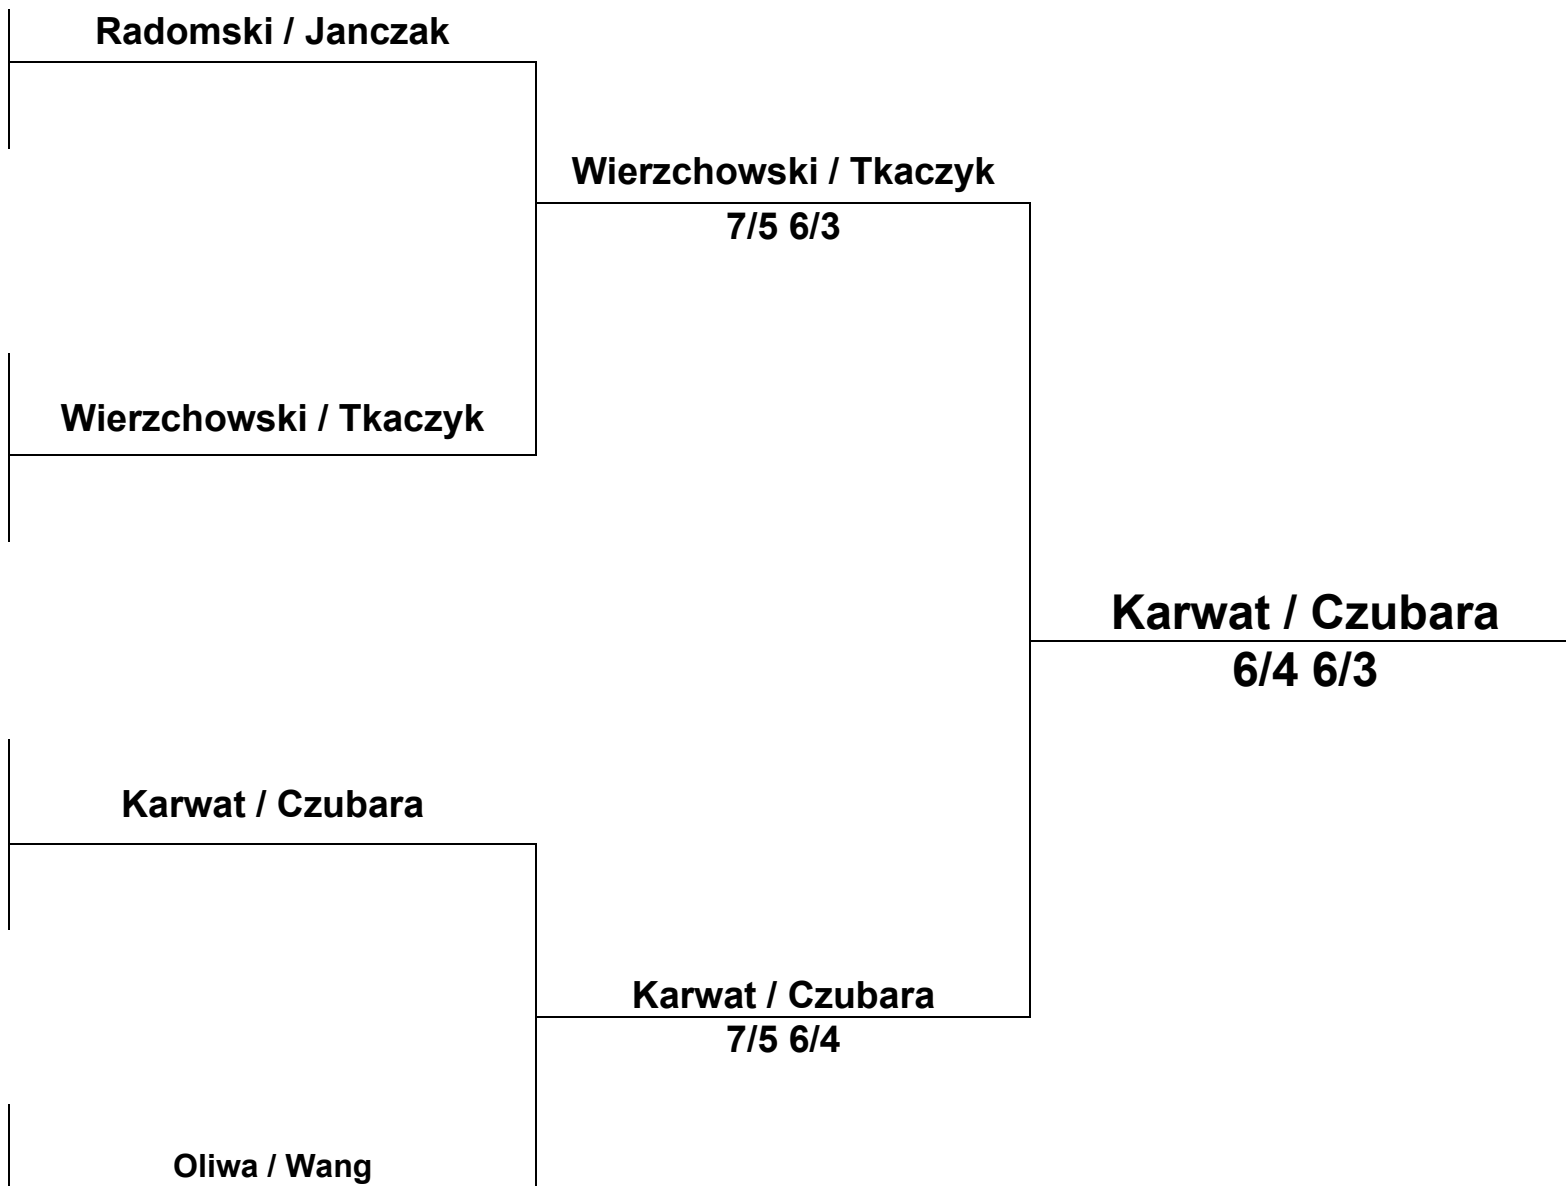 Radomski / Janczak
Wierzchowski / Tkaczyk
7/5 6/3
Wierzchowski / Tkaczyk
Karwat / Czubara
6/4 6/3
Karwat / Czubara
Karwat / Czubara
7/5 6/4
Oliwa / Wang